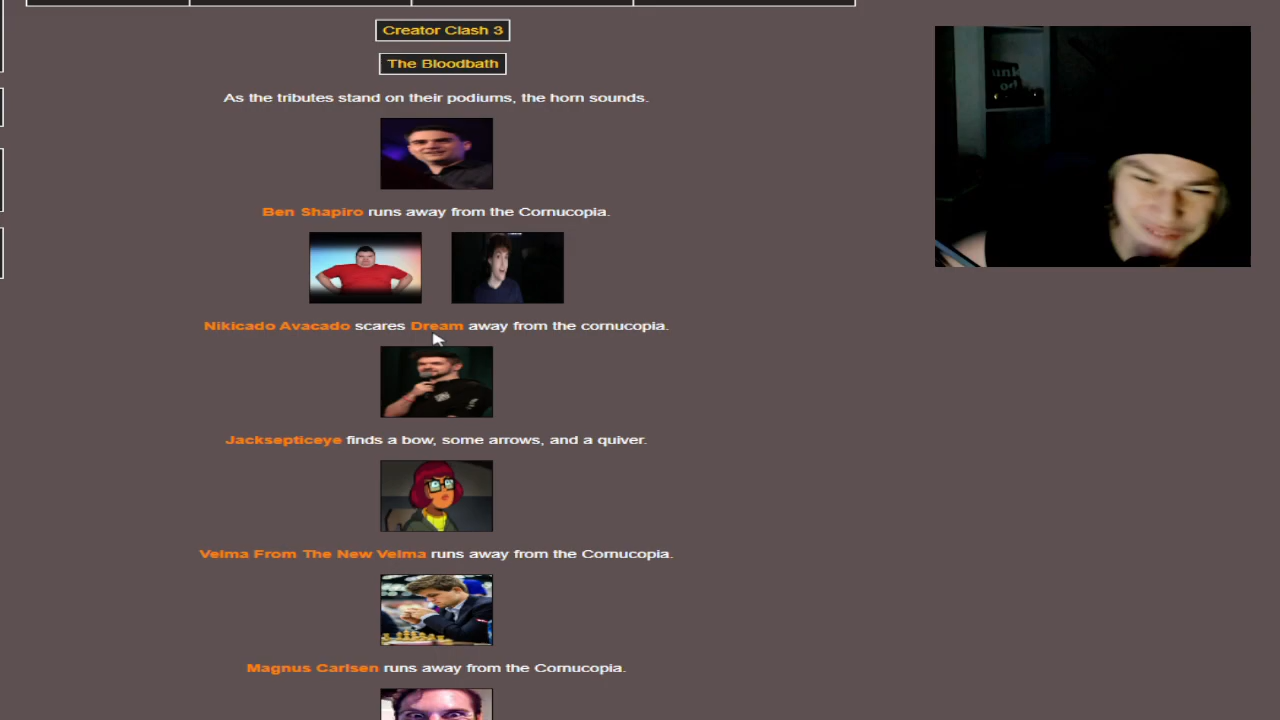 Creator Clash 3
The Bloodbath
As the tributes stand on their podiums, the horn sounds.
Ben Shapiro runs away from the Cornucopia.
Nikicado Avacado scares Dream away from the cornucopia.
Jacksepticeye finds a bow, some arrows, and a quiver.
Velma From The New Velma runs away from the Cornucopia.
Magnus Carlsen runs away from the Cornucopia.